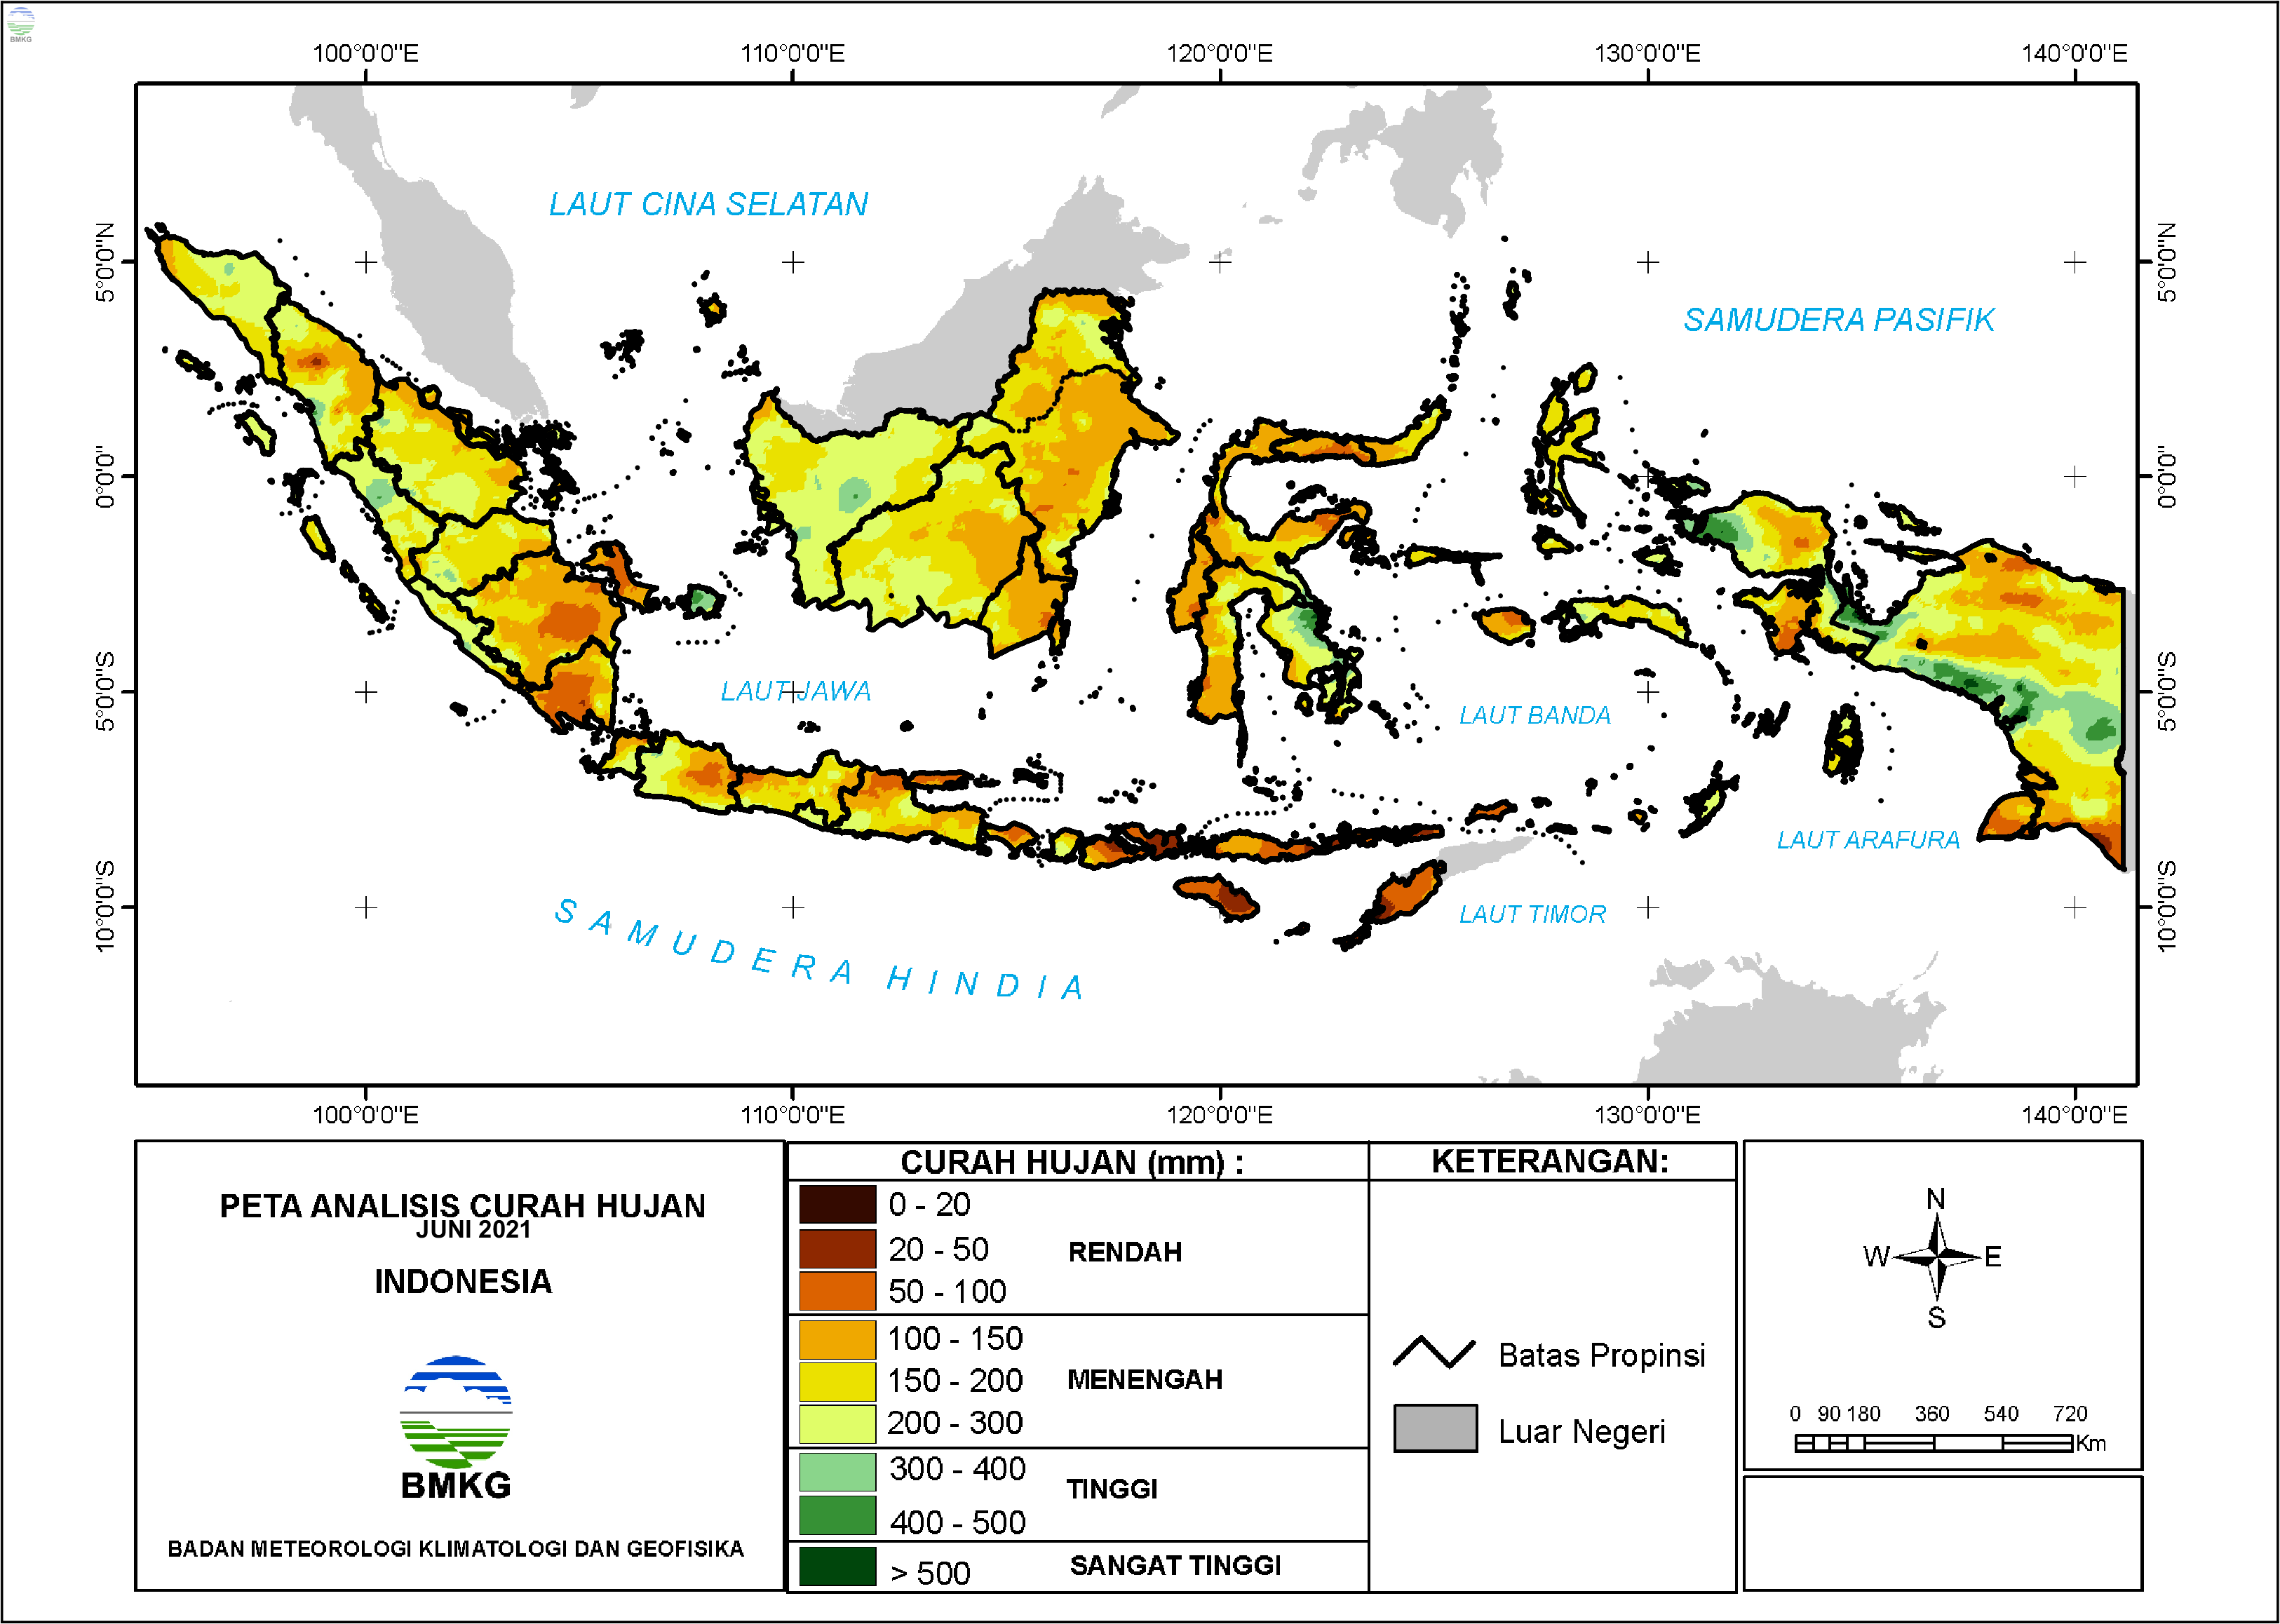 BMKG
100°0'0"E 110°0'0"E 120°0'0"E 130°0'0"E 140°0'0"E
LAUT CINA SELATAN
5°0'0"N
5°0'0"N
SAMUDERA PASIFIK
0°0'0"
0°0'0"
5°0'0"S
LAUT JAWA
LAUT BANDA
5°0'0"S
LAUT ARAFURA
10°0'0"S
SAMUDERA HINDIA
LAUT TIMOR
10°0'0"S
100°0'0"E 110°0'0"E 120°0'0"E 130°0'0"E 140°0'0"E
PETA ANALISIS CURAH HUJAN
JUNI 2021
INDONESIA
BMKG
BADAN METEOROLOGI KLIMATOLOGI DAN GEOFISIKA
CURAH HUJAN (mm) :
0 - 20
20 - 50
50 - 100
RENDAH
100 - 150
150 - 200
200 - 300
MENENGAH
300 - 400
400 - 500
TINGGI
> 500
SANGAT TINGGI
KETERANGAN:
Batas Propinsi
Luar Negeri
N
W E
S
0 90 180 360 540 720
Km